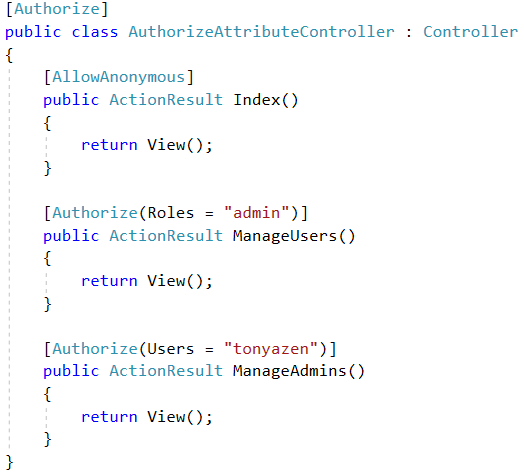 [Authorize]
public class AuthorizeAttributeController : Controller
{
    [AllowAnonymous]
    public ActionResult Index()
    {
        return View();
    }

    [Authorize(Roles = "admin")]
    public ActionResult ManageUsers()
    {
        return View();
    }

    [Authorize(Users = "tonyazen")]
    public ActionResult ManageAdmins()
    {
        return View();
    }
}